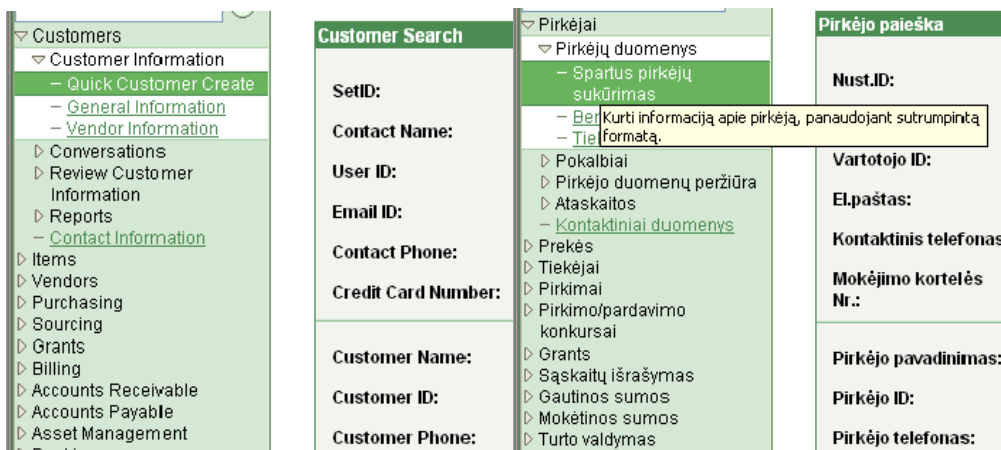 Customers
Customer Information
– Quick Customer Create
– General Information
– Vendor Information
Conversations
Review Customer
Information
Reports
– Contact Information
Items
Vendors
Purchasing
Sourcing
Grants
Billing
Accounts Receivable
Accounts Payable
Asset Management
Customer Search
SetID:
Contact Name:
User ID:
Email ID:
Contact Phone:
Credit Card Number:
Customer Name:
Customer ID:
Customer Phone:
Pirkėjai
Pirkėjų duomenys
– Spartus pirkėjų
sukūrimas
– Ber
– Tiel
Kurti informaciją apie pirkėją, panaudojant sutrumpintą
formatą.
Pokalbiai
Pirkėjo duomenų peržiūra
Ataskaitos
– Kontaktiniai duomenys
Prekės
Tiekėjai
Pirkimai
Pirkimo/pardavimo
konkursai
Grants
Sąskaitų išrašymas
Gautinos sumos
Mokėtinos sumos
Turto valdymas
Pirkėjo paieška
Nust.ID:
Vartotojo ID:
El.paštas:
Kontaktinis telefonas
Mokėjimo kortelės
Nr.:
Pirkėjo pavadinimas:
Pirkėjo ID:
Pirkėjo telefonas: